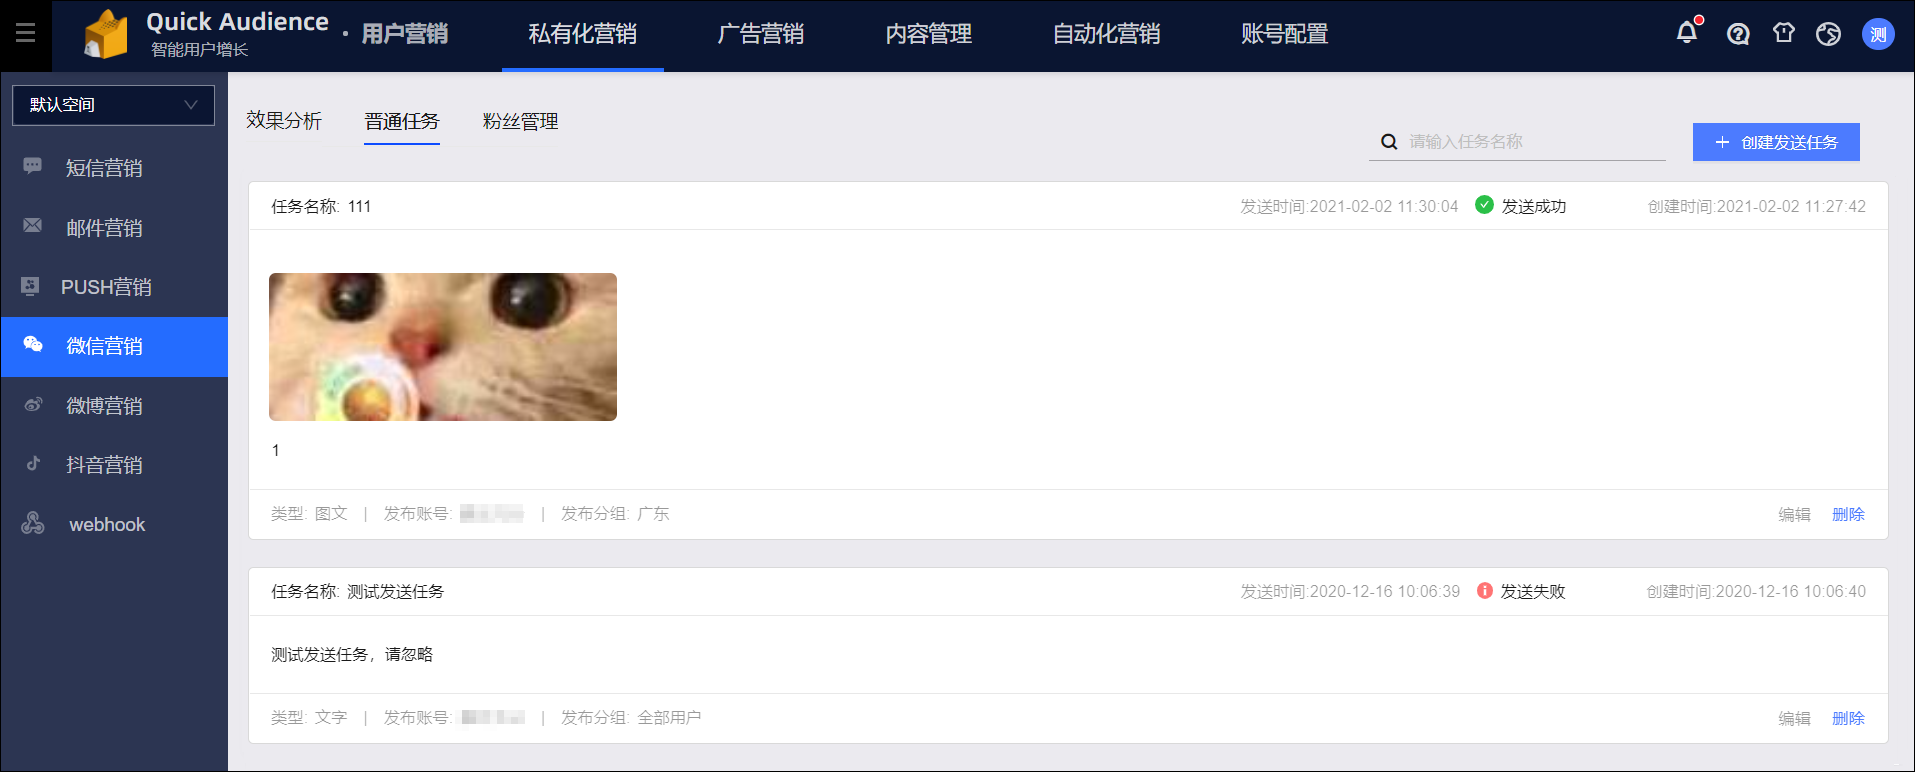 Quick Audience
智能用户增长
· 用户营销
私有化营销
广告营销
内容管理
自动化营销
账号配置
测
默认空间
短信营销
邮件营销
PUSH营销
微信营销
微博营销
抖音营销
webhook
效果分析
普通任务
粉丝管理
请输入任务名称
+ 创建发送任务
任务名称: 111
发送时间:2021-02-02 11:30:04
发送成功
创建时间:2021-02-02 11:27:42
1
类型: 图文 | 发布账号: | 发布分组: 广东
编辑 删除
任务名称: 测试发送任务
发送时间:2020-12-16 10:06:39
发送失败
创建时间:2020-12-16 10:06:40
测试发送任务，请忽略
类型: 文字 | 发布账号: | 发布分组: 全部用户
编辑 删除